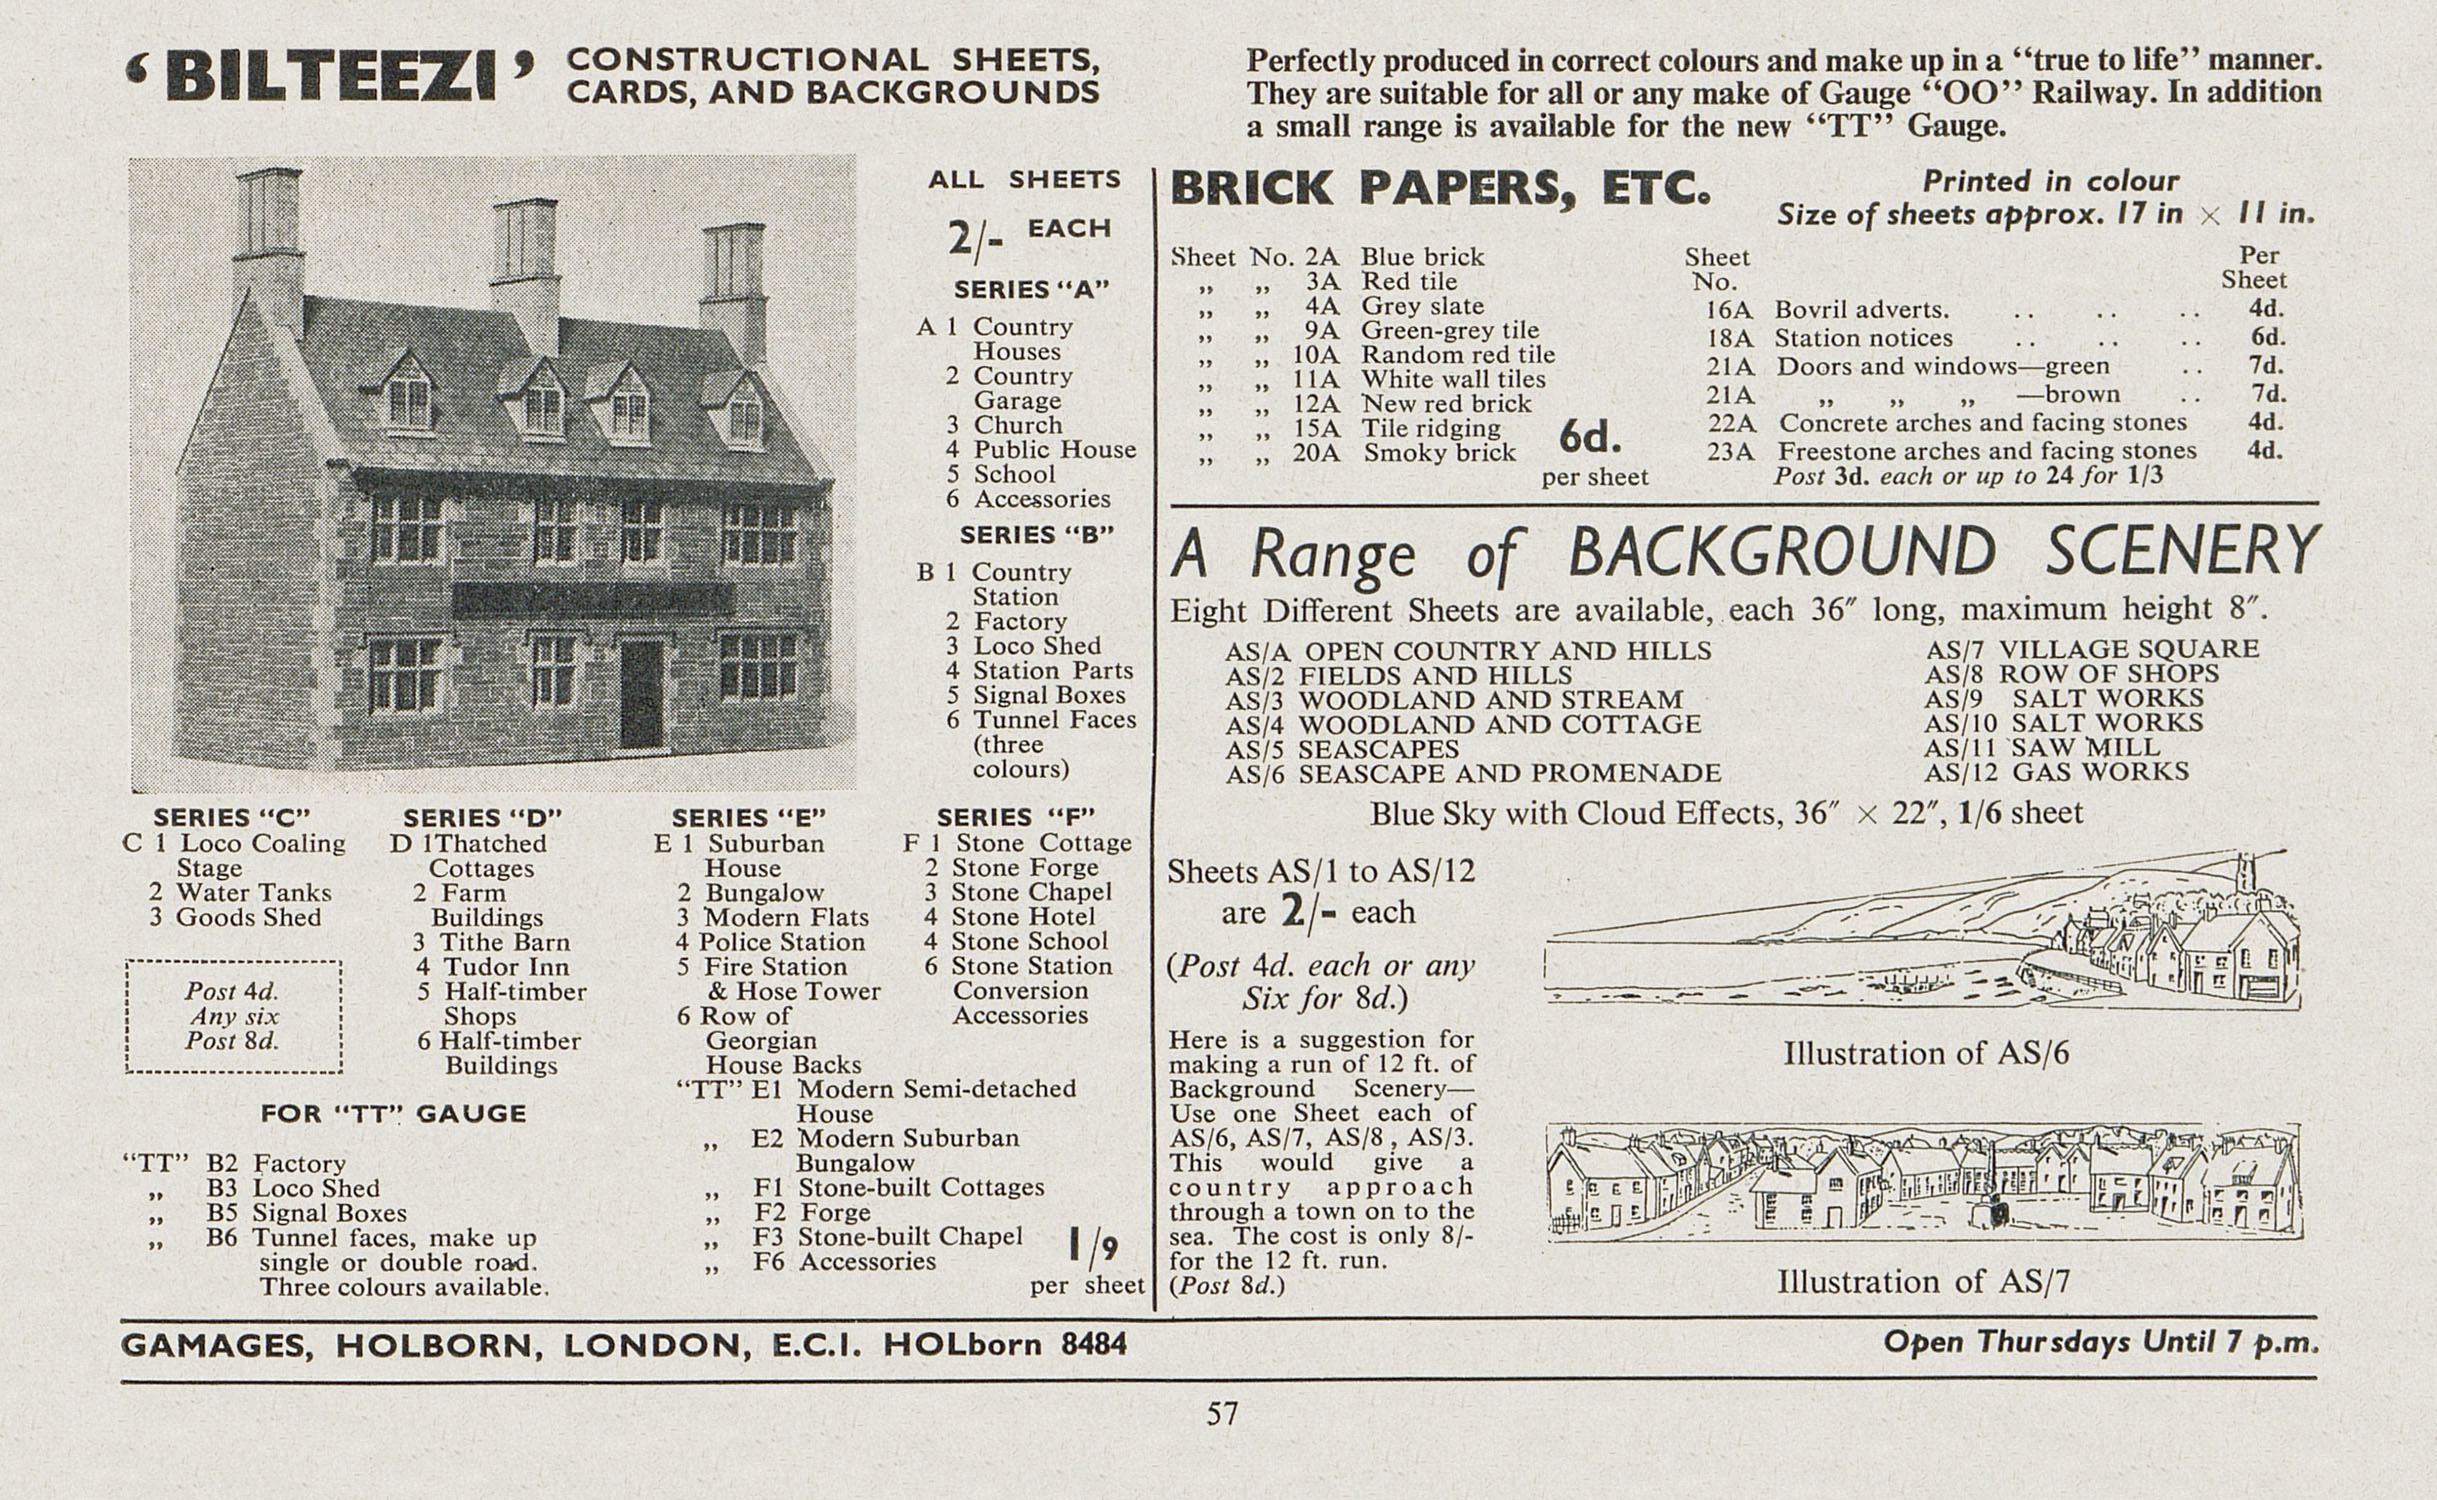 ‘BILTEEZI’ CONSTRUCTIONAL SHEETS,
CARDS, AND BACKGROUNDS
Perfectly produced in correct colours and make up in a “true to life” manner.
They are suitable for all or any make of Gauge “OO” Railway. In addition
a small range is available for the new “TT” Gauge.
ALL SHEETS
2/- EACH
SERIES “A”
A 1 Country
Houses
2 Country
Garage
3 Church
4 Public House
5 School
6 Accessories
SERIES “B”
B 1 Country
Station
2 Factory
3 Loco Shed
4 Station Parts
5 Signal Boxes
6 Tunnel Faces
(three
colours)
SERIES “C”
C 1 Loco Coaling
Stage
2 Water Tanks
3 Goods Shed
Post 4d.
Any six
Post 8d.
SERIES “D”
D 1Thatched
Cottages
2 Farm
Buildings
3 Tithe Barn
4 Tudor Inn
5 Half-timber
Shops
6 Half-timber
Buildings
SERIES “E”
E 1 Suburban
House
2 Bungalow
3 Modern Flats
4 Police Station
5 Fire Station
& Hose Tower
6 Row of
Georgian
House Backs
SERIES “F”
F 1 Stone Cottage
2 Stone Forge
3 Stone Chapel
4 Stone Hotel
4 Stone School
6 Stone Station
Conversion
Accessories
FOR “TT” GAUGE
“TT” B2 Factory
„ B3 Loco Shed
„ B5 Signal Boxes
„ B6 Tunnel faces, make up
single or double road.
Three colours available.
“TT” E1 Modern Semi-detached
House
„ E2 Modern Suburban
Bungalow
„ F1 Stone-built Cottages
„ F2 Forge
„ F3 Stone-built Chapel
„ F6 Accessories
1/9
per sheet
BRICK PAPERS, ETC.
Printed in colour
Size of sheets approx. 17 in × 11 in.
Sheet No. 2A Blue brick
„ „ 3A Red tile
„ „ 4A Grey slate
„ „ 9A Green-grey tile
„ „ 10A Random red tile
„ „ 11A White wall tiles
„ „ 12A New red brick
„ „ 15A Tile ridging
„ „ 20A Smoky brick
6d.
per sheet
Sheet Per
No. Sheet
16A Bovril adverts. .. .. .. 4d.
18A Station notices .. .. .. 6d.
21A Doors and windows—green .. 7d.
21A „ „ „ —brown .. 7d.
22A Concrete arches and facing stones 4d.
23A Freestone arches and facing stones 4d.
Post 3d. each or up to 24 for 1/3
A Range of BACKGROUND SCENERY
Eight Different Sheets are available, each 36″ long, maximum height 8″.
AS/A OPEN COUNTRY AND HILLS
AS/2 FIELDS AND HILLS
AS/3 WOODLAND AND STREAM
AS/4 WOODLAND AND COTTAGE
AS/5 SEASCAPES
AS/6 SEASCAPE AND PROMENADE
AS/7 VILLAGE SQUARE
AS/8 ROW OF SHOPS
AS/9 SALT WORKS
AS/10 SALT WORKS
AS/11 SAW MILL
AS/12 GAS WORKS
Blue Sky with Cloud Effects, 36″ × 22″, 1/6 sheet
Sheets AS/1 to AS/12
are 2/- each
(Post 4d. each or any
Six for 8d.)
Here is a suggestion for
making a run of 12 ft. of
Background Scenery—
Use one Sheet each of
AS/6, AS/7, AS/8 , AS/3.
This would give a
country approach
through a town on to the
sea. The cost is only 8/-
for the 12 ft. run.
(Post 8d.)
Illustration of AS/6
Illustration of AS/7
GAMAGES, HOLBORN, LONDON, E.C.I. HOLborn 8484
Open Thursdays Until 7 p.m.
57